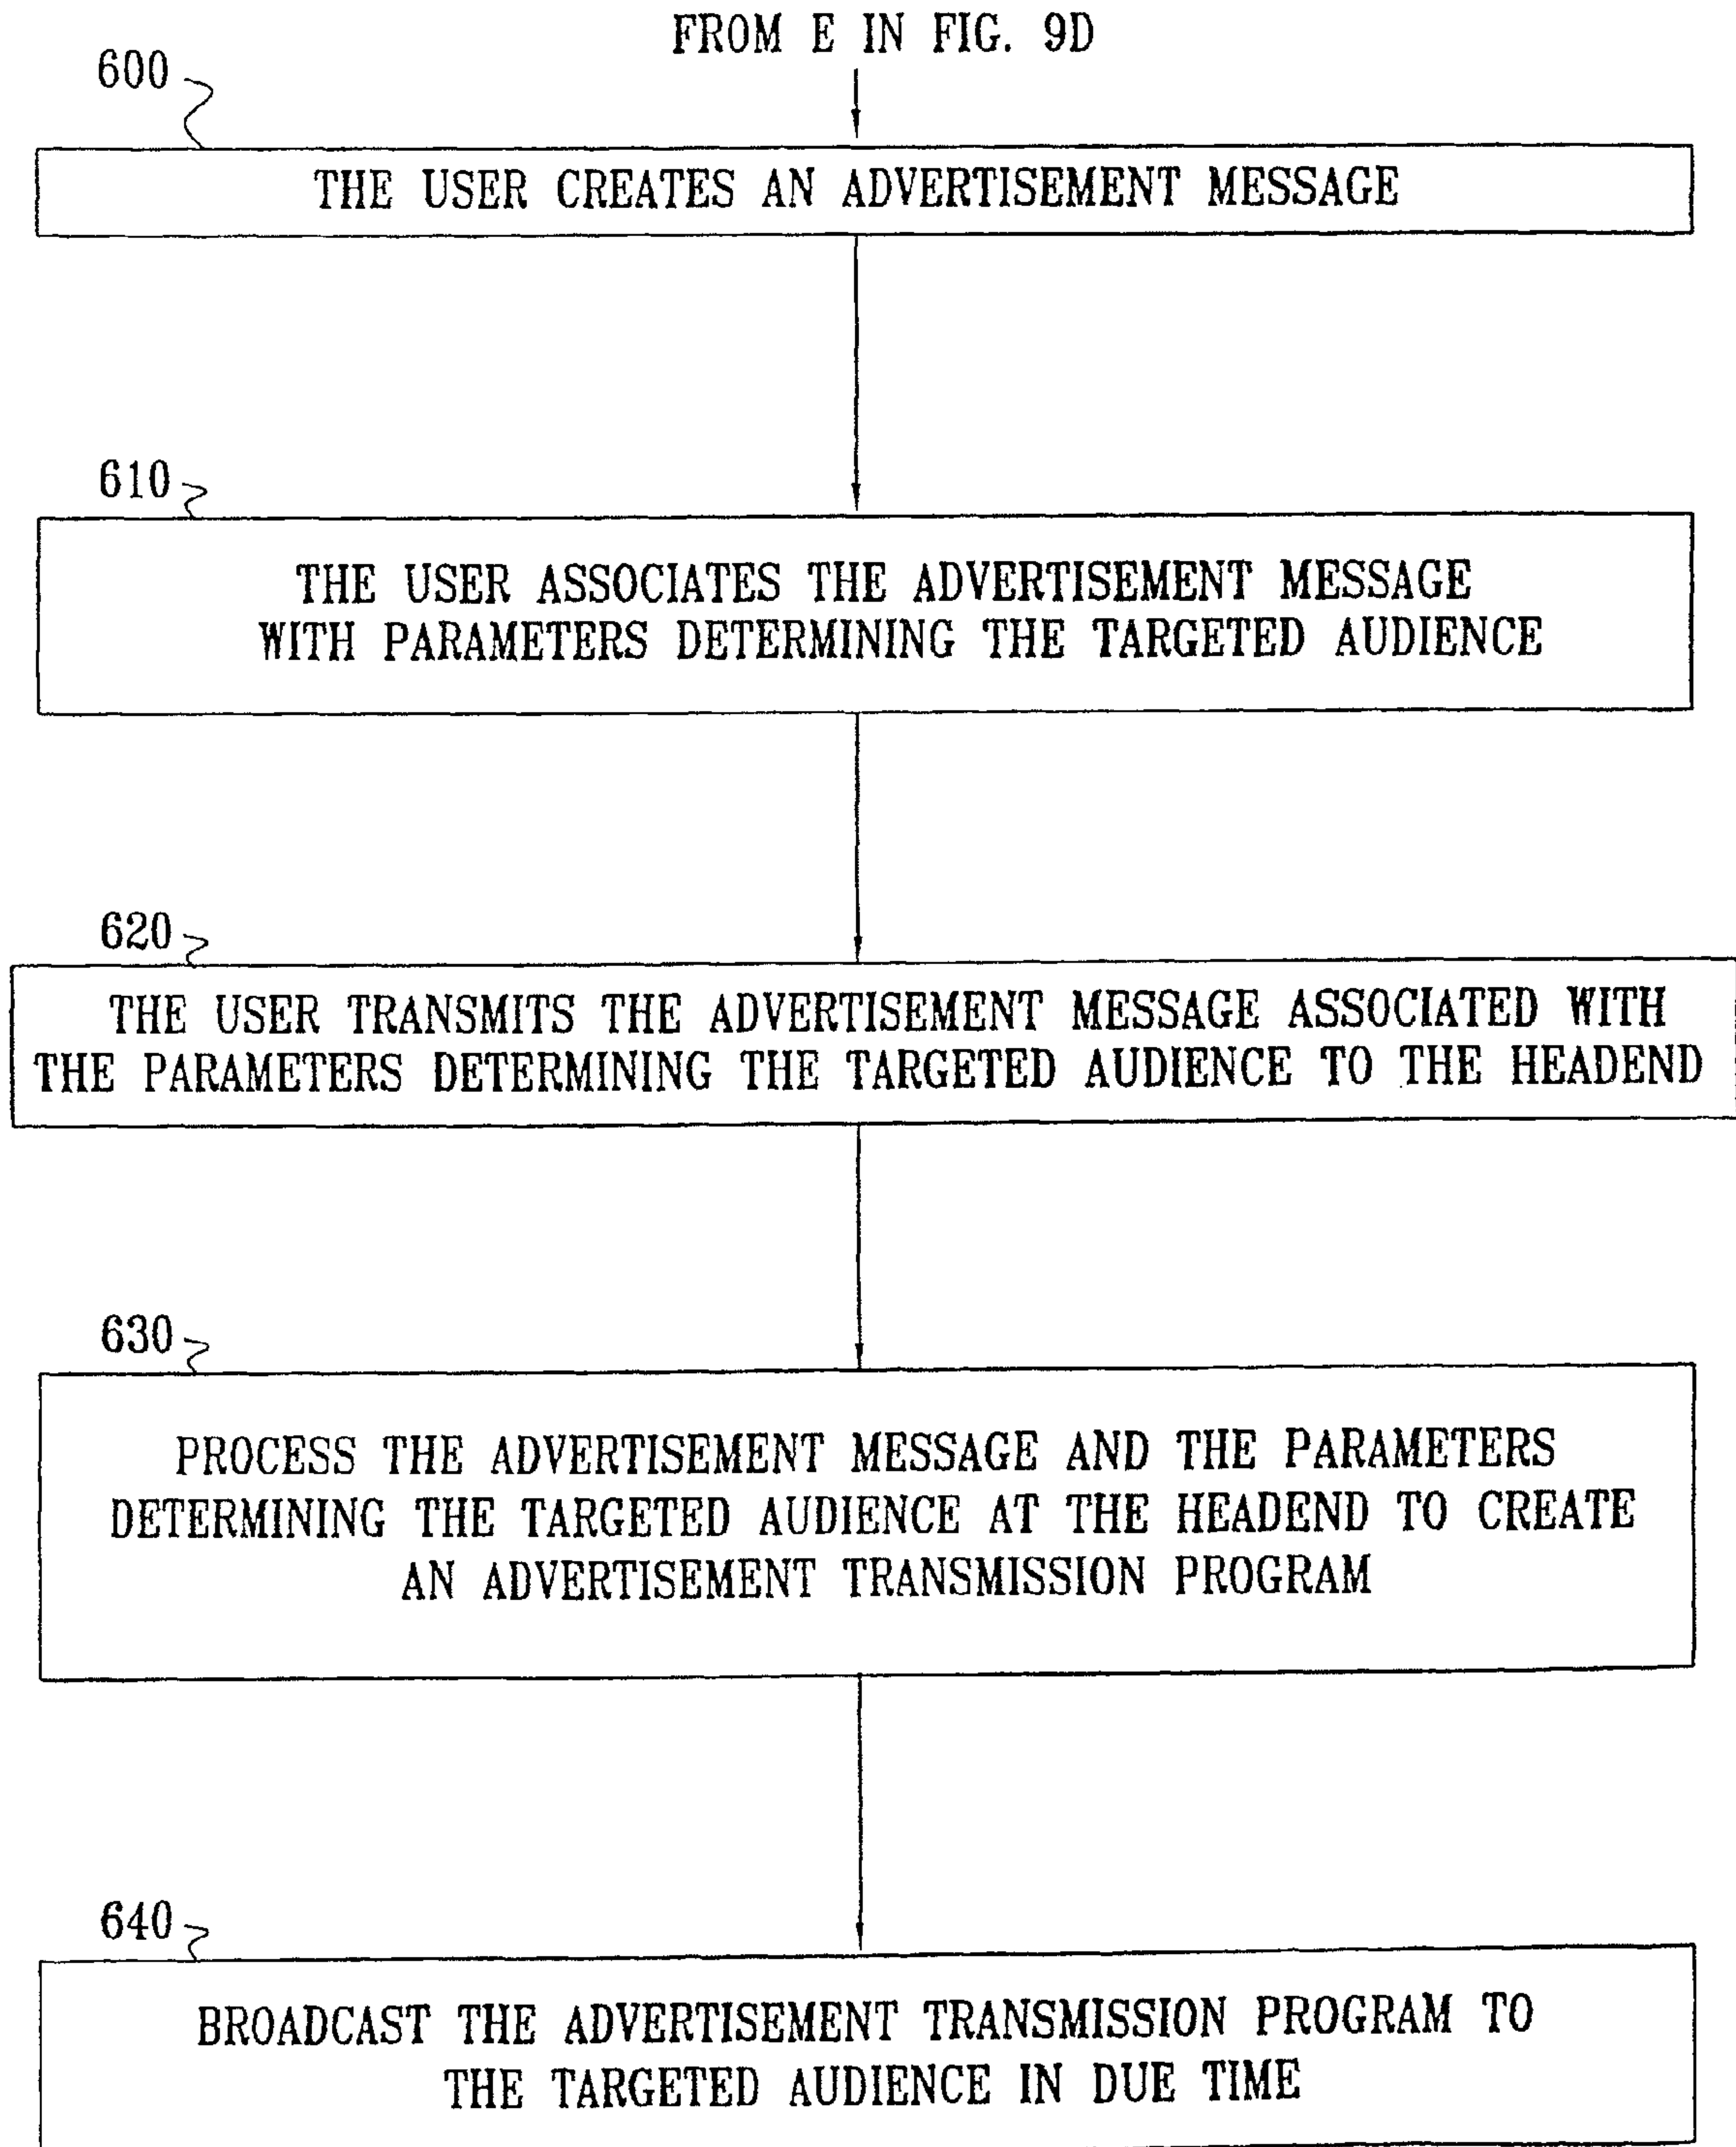 FROM E IN FIG. 9D
600
THE USER CREATES AN ADVERTISEMENT MESSAGE
610
THE USER ASSOCIATES THE ADVERTISEMENT MESSAGE
WITH PARAMETERS DETERMINING THE TARGETED AUDIENCE
620
THE USER TRANSMITS THE ADVERTISEMENT MESSAGE ASSOCIATED WITH
THE PARAMETERS DETERMINING THE TARGETED AUDIENCE TO THE HEADEND
630
PROCESS THE ADVERTISEMENT MESSAGE AND THE PARAMETERS
DETERMINING THE TARGETED AUDIENCE AT THE HEADEND TO CREATE
AN ADVERTISEMENT TRANSMISSION PROGRAM
640
BROADCAST THE ADVERTISEMENT TRANSMISSION PROGRAM TO
THE TARGETED AUDIENCE IN DUE TIME